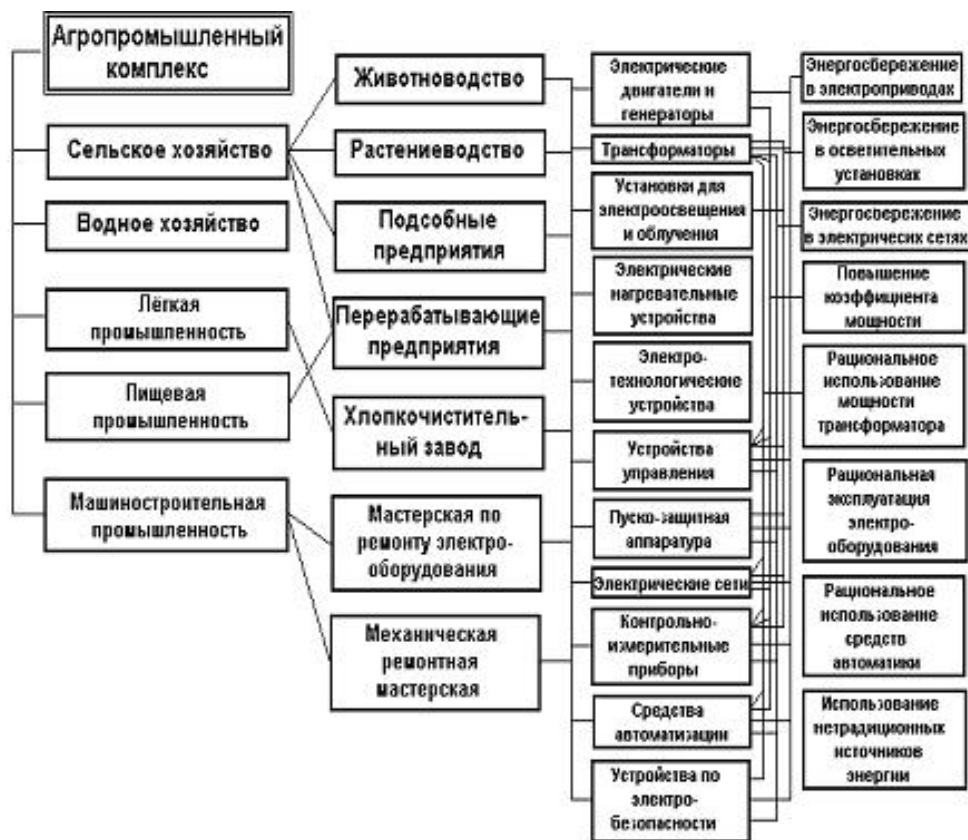 Агропромышленный
комплекс
Сельское хозяйство
Водное хозяйство
Лёгкая
промышленность
Пищевая
промышленность
Машиностроительная
промышленность
Животноводство
Растениеводство
Подсобные
предприятия
Перерабатывающие
предприятия
Хлопкочиститель-
ный завод
Мастерская по
ремонту электро-
оборудования
Механическая
ремонтная
мастерская
Электрические
двигатели и
генераторы
Трансформаторы
Установки для
электроосвещения
и облучения
Электрические
нагревательные
устройства
Электро-
технологические
устройства
Устройства
управления
Пуско-защитная
аппаратура
Электрические сети
Контрольно-
измерительные
приборы
Средства
автоматизации
Устройства по
электро-
безопасности
Энергосбережение
в электроприводах
Энергосбережение
в осветительных
установках
Энергосбережение
в электричесих сетях
Повышение
коэффициента
мощности
Рациональное
использование
мощности
трансформатора
Рациональная
эксплуатация
электро-
оборудования
Рациональное
использование
средств
автоматики
Использование
нетрадиционных
источников
энергии